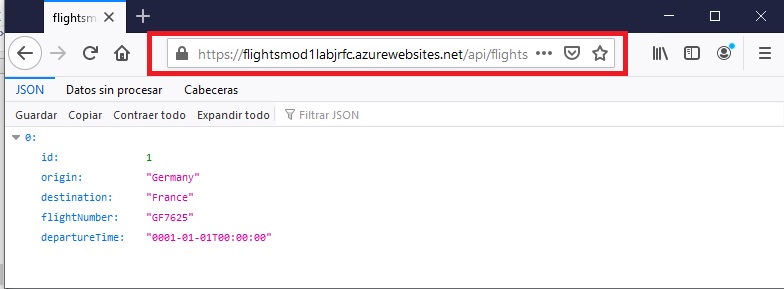 flightsm
https://flightsmod1labjrfc.azurewebsites.net/api/flights
JSON Datos sin procesar Cabeceras
Guardar Copiar Contraer todo Expandir todo Filtrar JSON
0:
id: 1
origin: "Germany"
destination: "France"
flightNumber: "GF7625"
departureTime: "0001-01-01T00:00:00"